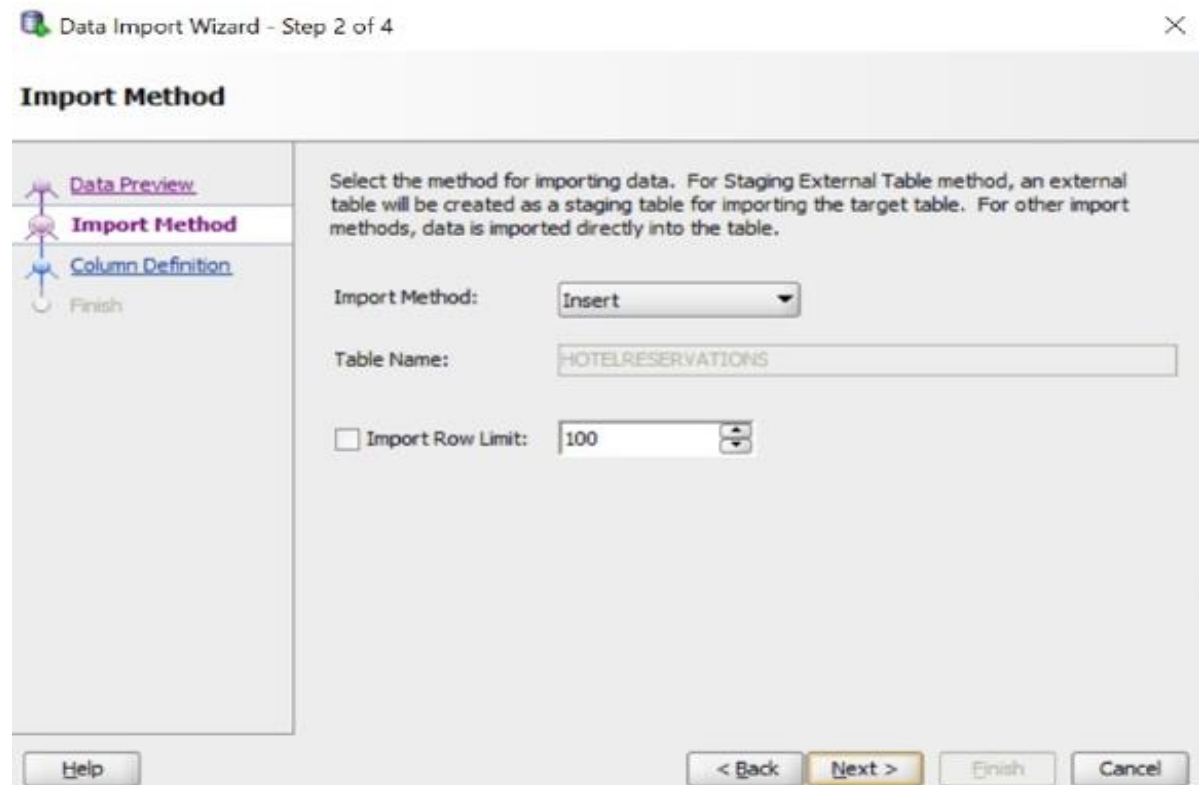 Data Import Wizard - Step 2 of 4
Import Method
Data Preview
Import Method
Column Definition
Finish
Select the method for importing data.  For Staging External Table method, an external
table will be created as a staging table for importing the target table.  For other import
methods, data is imported directly into the table.
Import Method: Insert
Table Name: HOTELRESERVATIONS
Import Row Limit: 100
Help < Back Next > Finish Cancel